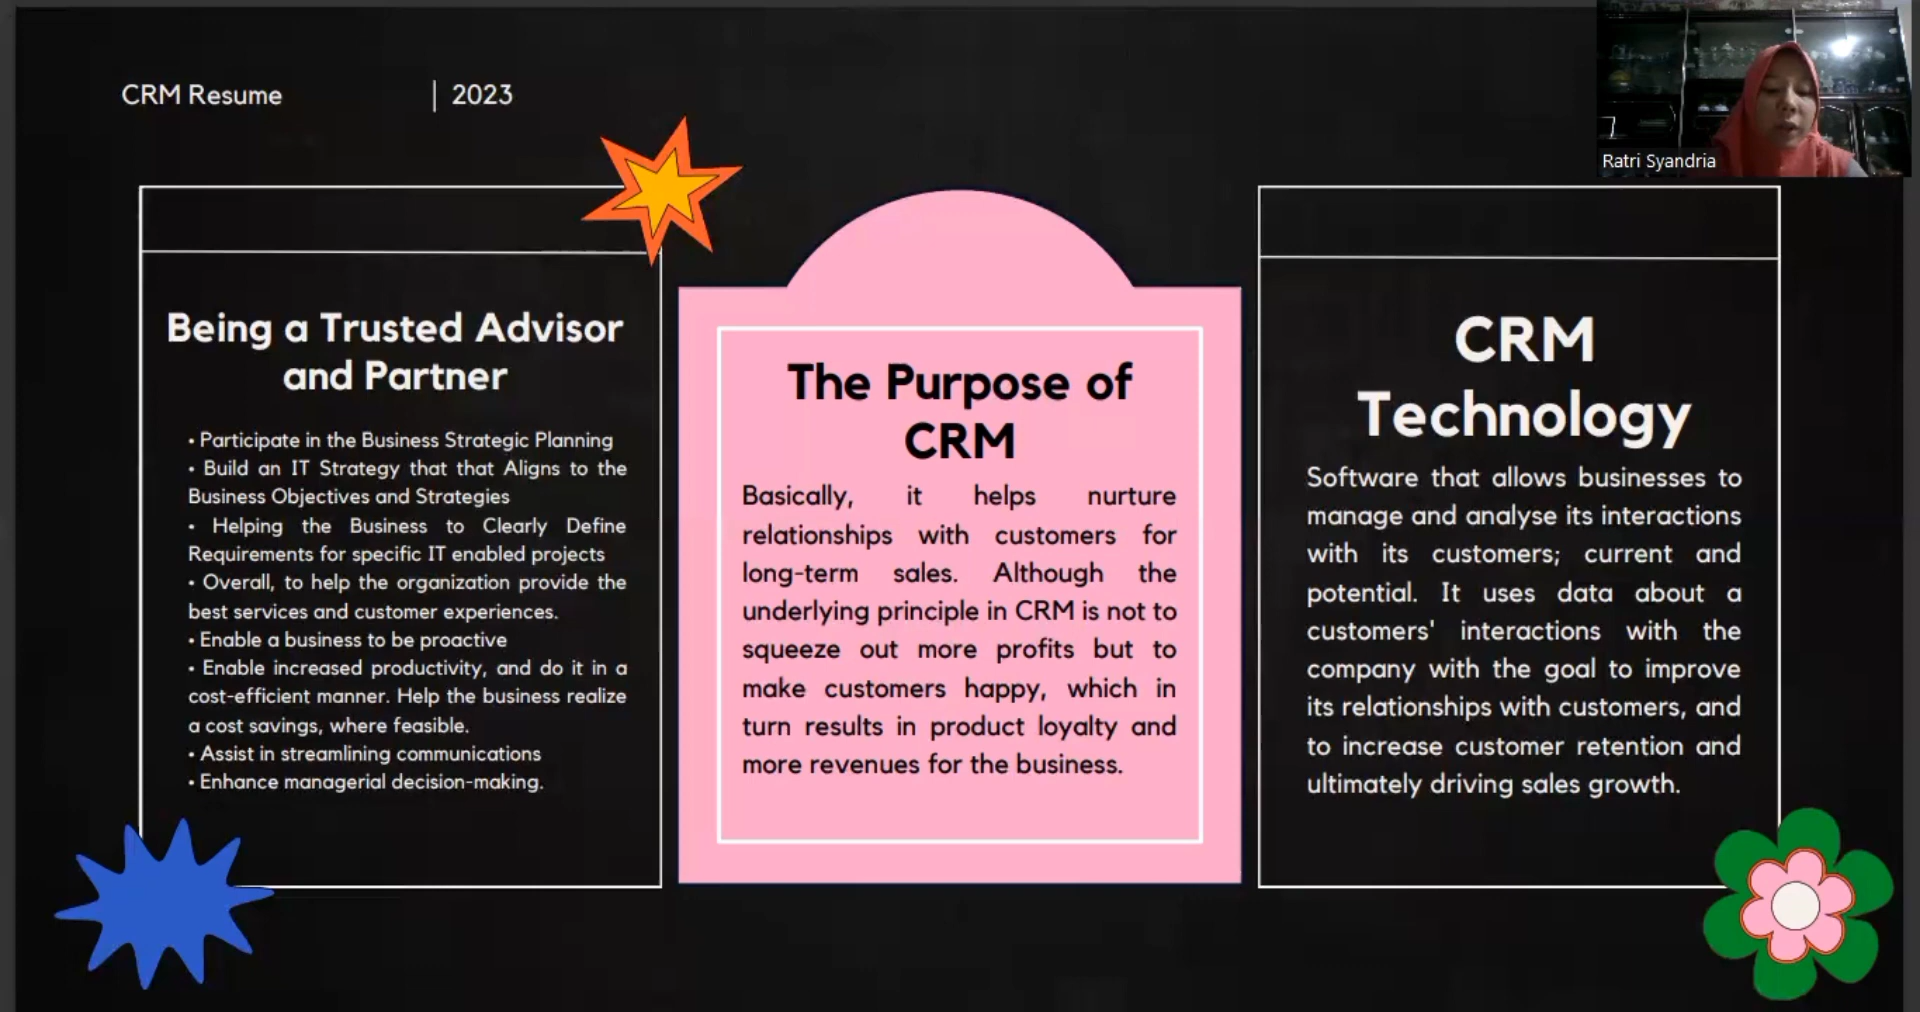 CRM Resume | 2023
Ratri Syandria
Being a Trusted Advisor
and Partner
• Participate in the Business Strategic Planning
• Build an IT Strategy that that Aligns to the
Business Objectives and Strategies
• Helping the Business to Clearly Define
Requirements for specific IT enabled projects
• Overall, to help the organization provide the
best services and customer experiences.
• Enable a business to be proactive
• Enable increased productivity, and do it in a
cost-efficient manner. Help the business realize
a cost savings, where feasible.
• Assist in streamlining communications
• Enhance managerial decision-making.
The Purpose of
CRM
Basically, it helps nurture
relationships with customers for
long-term sales. Although the
underlying principle in CRM is not to
squeeze out more profits but to
make customers happy, which in
turn results in product loyalty and
more revenues for the business.
CRM
Technology
Software that allows businesses to
manage and analyse its interactions
with its customers; current and
potential. It uses data about a
customers' interactions with the
company with the goal to improve
its relationships with customers, and
to increase customer retention and
ultimately driving sales growth.